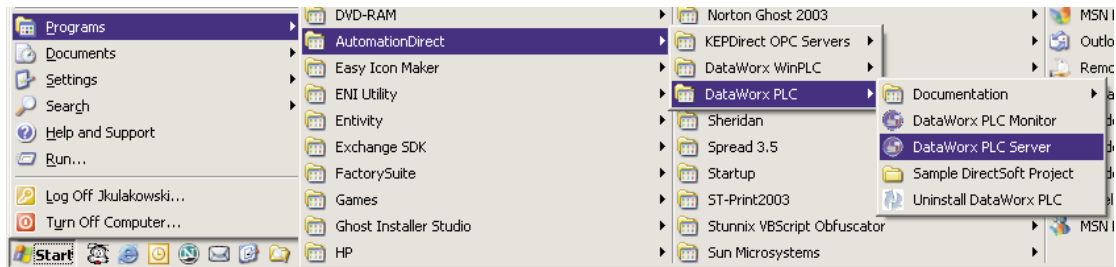 Programs
Documents
Settings
Search
Help and Support
Run...
Log Off Jkulakowski...
Turn Off Computer...
Start
DVD-RAM
AutomationDirect
Easy Icon Maker
ENI Utility
Entivity
Exchange SDK
FactorySuite
Games
Ghost Installer Studio
HP
Norton Ghost 2003
KEPDirect OPC Servers
DataWorx WinPLC
DataWorx PLC
Sheridan
Spread 3.5
Startup
ST-Print2003
Stunnix VBScript Obfuscator
Sun Microsystems
Documentation
DataWorx PLC Monitor
DataWorx PLC Server
Sample DirectSoft Project
Uninstall DataWorx PLC
MSN
Outlo
Remo
MSN